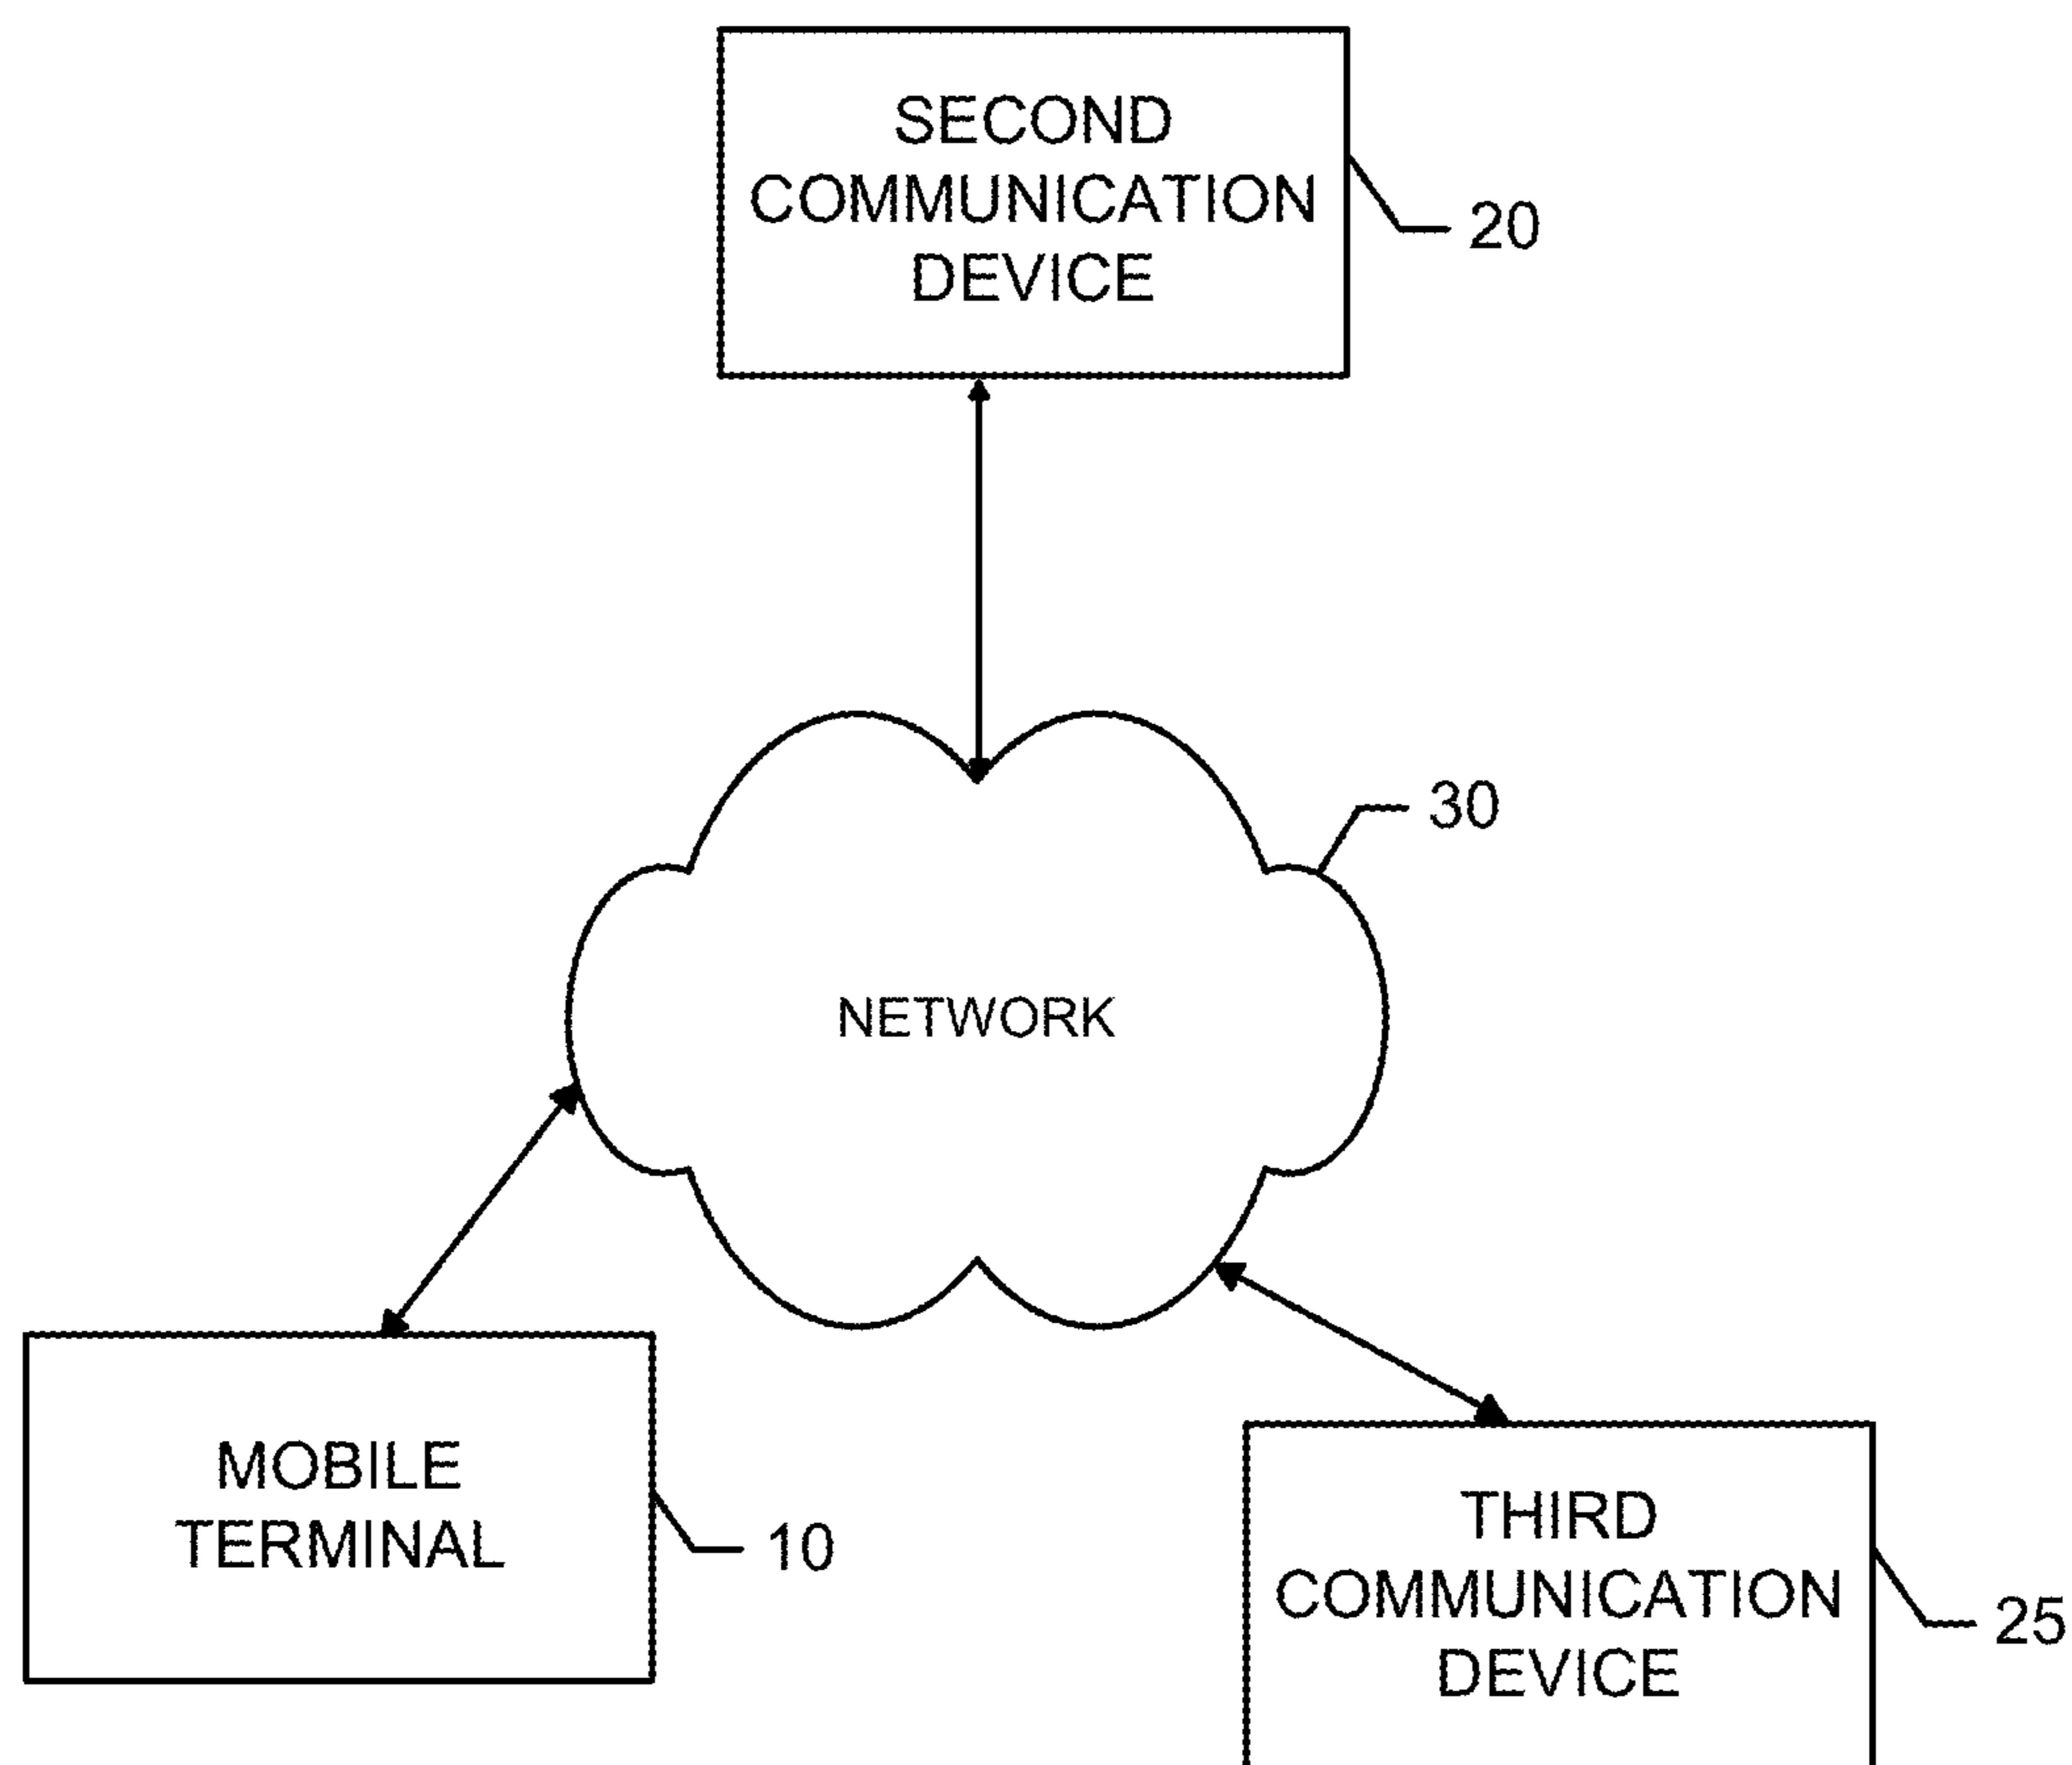 SECOND
COMMUNICATION
DEVICE
20
30
NETWORK
MOBILE
TERMINAL
10
THIRD
COMMUNICATION
DEVICE
25